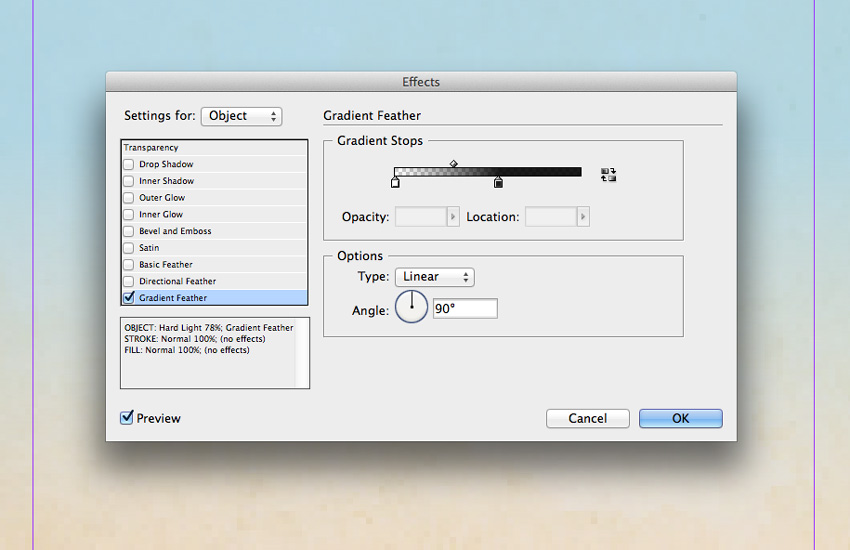 Effects
Settings for: Object
Transparency
Drop Shadow
Inner Shadow
Outer Glow
Inner Glow
Bevel and Emboss
Satin
Basic Feather
Directional Feather
Gradient Feather
OBJECT: Hard Light 78%; Gradient Feather
STROKE: Normal 100%; (no effects)
FILL: Normal 100%; (no effects)
Preview
Gradient Feather
Gradient Stops
Opacity: Location:
Options
Type: Linear
Angle: 90°
Cancel OK